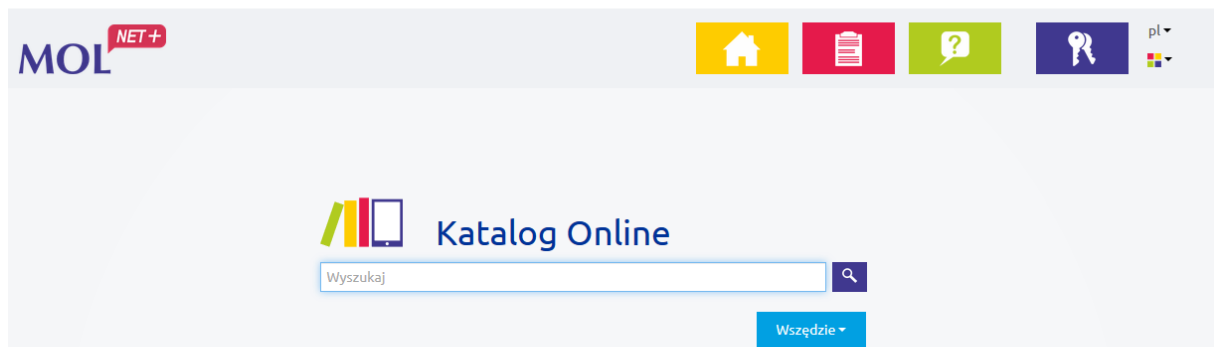 MOL NET+
pl
?
Katalog Online
Wyszukaj
Wszędzie